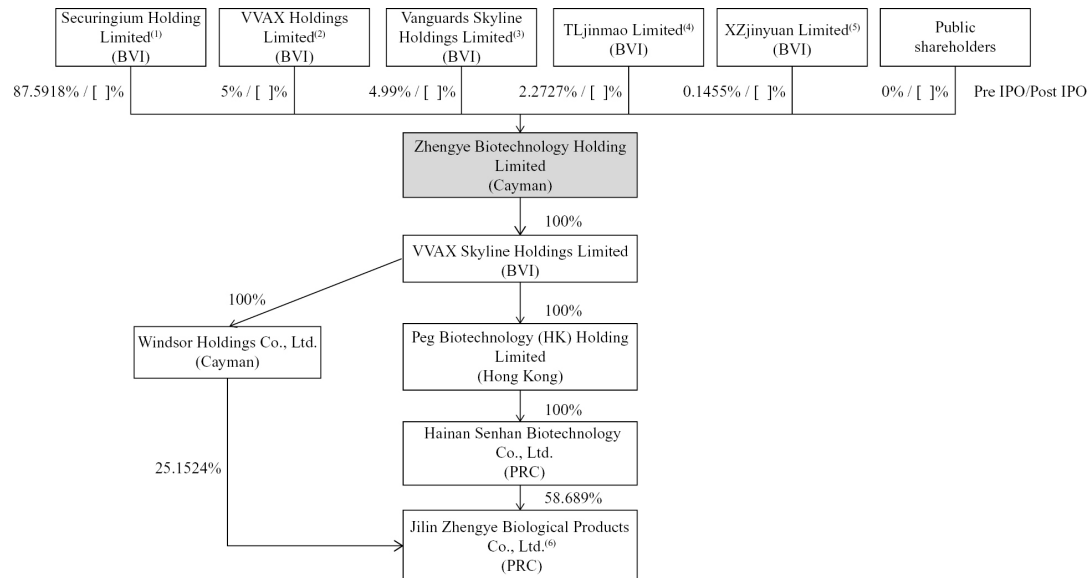 Securingium Holding
Limited(1)
(BVI)
VVAX Holdings
Limited(2)
(BVI)
Vanguards Skyline
Holdings Limited(3)
(BVI)
TLjinmao Limited(4)
(BVI)
XZjinyuan Limited(5)
(BVI)
Public
shareholders
87.5918% / [ ]%
5% / [ ]%
4.99% / [ ]%
2.2727% / [ ]%
0.1455% / [ ]%
0% / [ ]%
Pre IPO/Post IPO
Zhengye Biotechnology Holding
Limited
(Cayman)
100%
VVAX Skyline Holdings Limited
(BVI)
100%
100%
Windsor Holdings Co., Ltd.
(Cayman)
Peg Biotechnology (HK) Holding
Limited
(Hong Kong)
100%
Hainan Senhan Biotechnology
Co., Ltd.
(PRC)
25.1524%
58.689%
Jilin Zhengye Biological Products
Co., Ltd.(6)
(PRC)